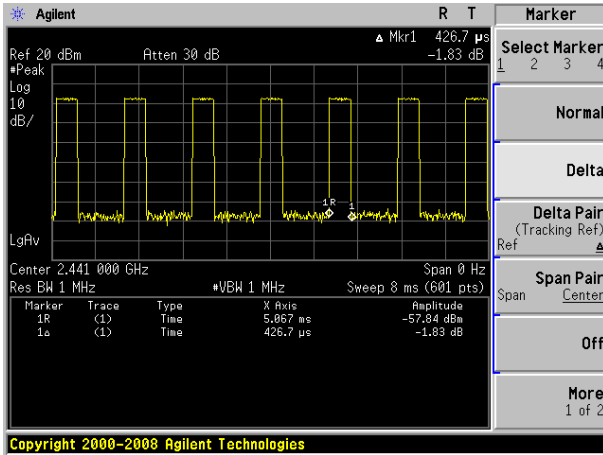 Agilent R T Marker
Δ Mkr1 426.7 µs
Ref 20 dBm Atten 30 dB -1.83 dB
#Peak
Log
10
dB/
1R 1
LgAv
Center 2.441 000 GHz Span 0 Hz
Res BW 1 MHz #VBW 1 MHz Sweep 8 ms (601 pts)
Marker Trace Type X Axis Amplitude
1R (1) Time 5.067 ms -57.84 dBm
1Δ (1) Time 426.7 µs -1.83 dB
Select Marker
1 2 3 4
Normal
Delta
Delta Pair
(Tracking Ref)
Ref Δ
Span Pair
Span Center
Off
More
1 of 2
Copyright 2000-2008 Agilent Technologies